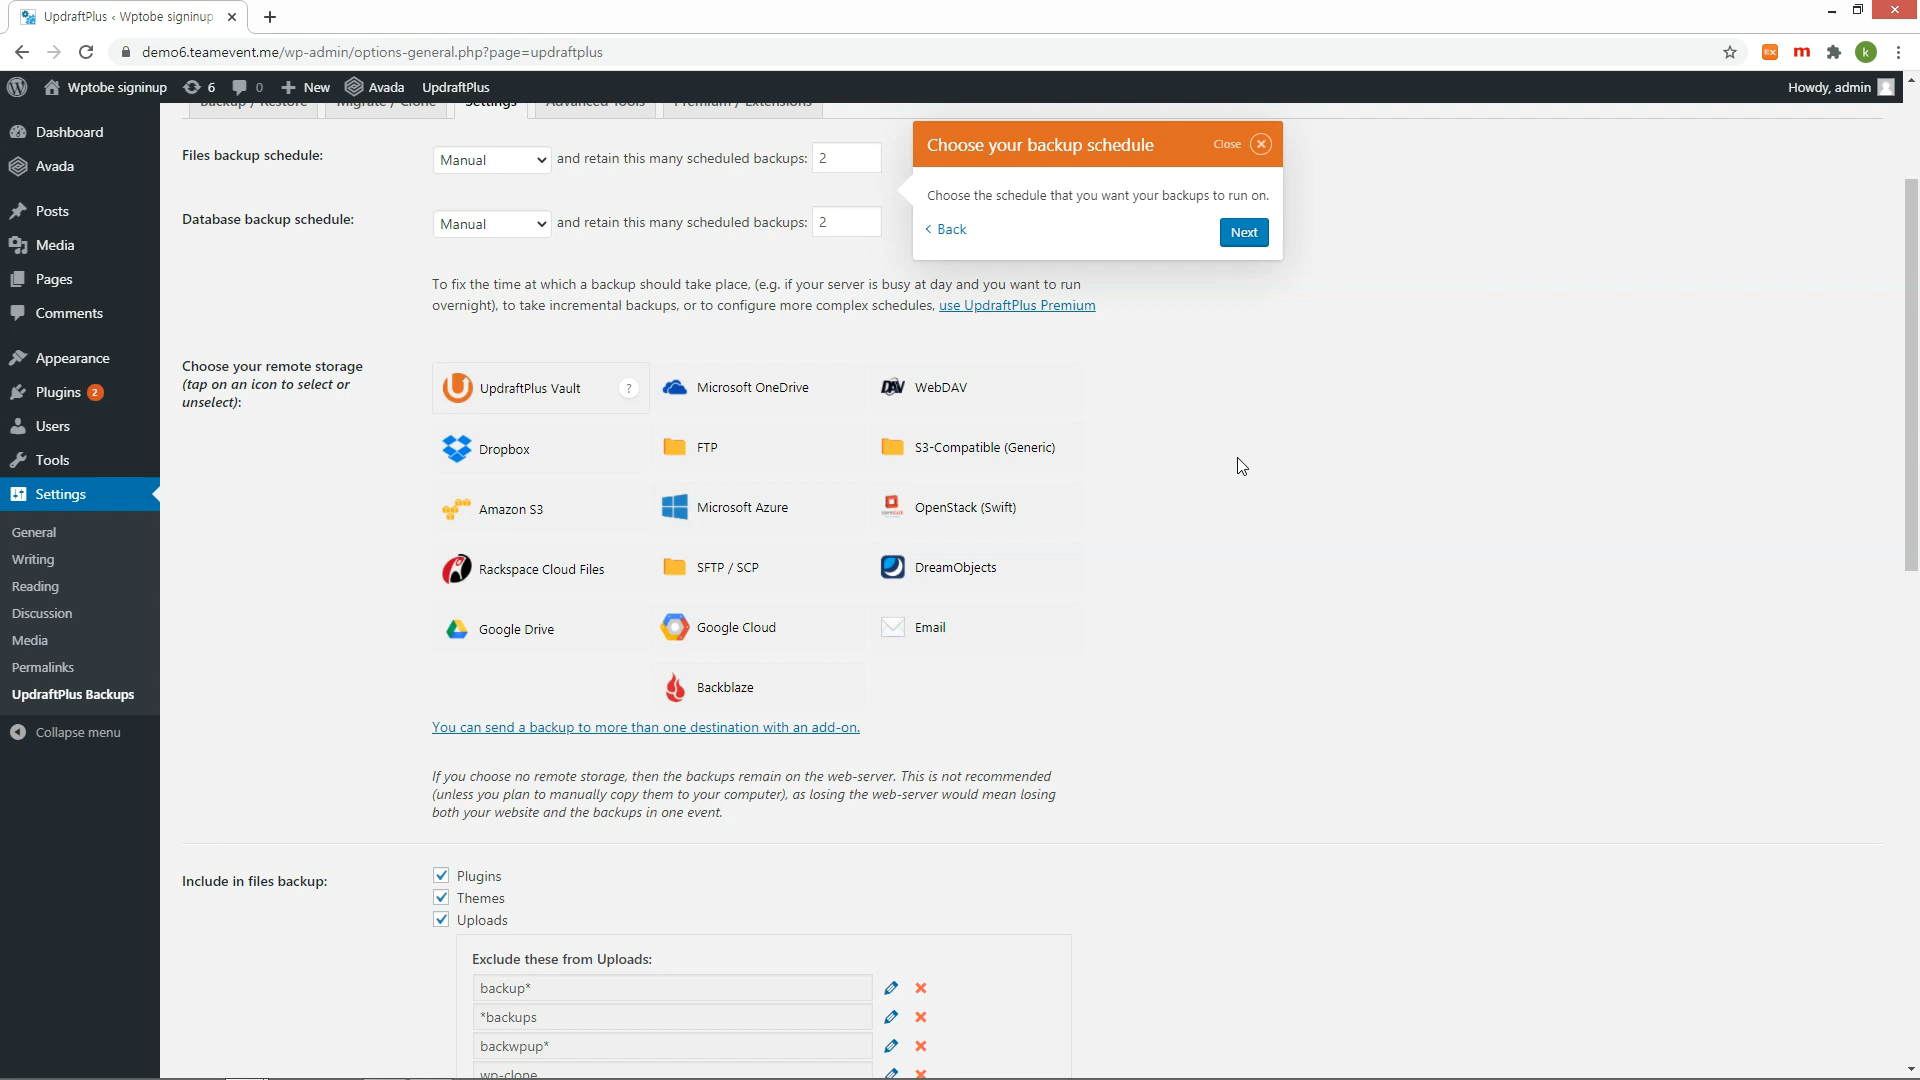 UpdraftPlus ‹ Wptobe signinup
demo6.teamevent.me/wp-admin/options-general.php?page=updraftplus
Wptobe signinup 6 0 New Avada UpdraftPlus Howdy, admin
Backup / Restore Migrate / Clone Settings Advanced Tools Premium / Extensions
Dashboard
Avada
Posts
Media
Pages
Comments
Appearance
Plugins 2
Users
Tools
Settings
General
Writing
Reading
Discussion
Media
Permalinks
UpdraftPlus Backups
Collapse menu
Files backup schedule:
Manual and retain this many scheduled backups: 2
Database backup schedule:
Manual and retain this many scheduled backups: 2
Choose your backup schedule Close
Choose the schedule that you want your backups to run on.
< Back Next
To fix the time at which a backup should take place, (e.g. if your server is busy at day and you want to run
overnight), to take incremental backups, or to configure more complex schedules, use UpdraftPlus Premium
Choose your remote storage
(tap on an icon to select or
unselect):
UpdraftPlus Vault ? Microsoft OneDrive WebDAV
Dropbox FTP S3-Compatible (Generic)
Amazon S3 Microsoft Azure OpenStack (Swift)
Rackspace Cloud Files SFTP / SCP DreamObjects
Google Drive Google Cloud Email
Backblaze
You can send a backup to more than one destination with an add-on.
If you choose no remote storage, then the backups remain on the web-server. This is not recommended
(unless you plan to manually copy them to your computer), as losing the web-server would mean losing
both your website and the backups in one event.
Include in files backup:
Plugins
Themes
Uploads
Exclude these from Uploads:
backup*
*backups
backwpup*
wp-clone